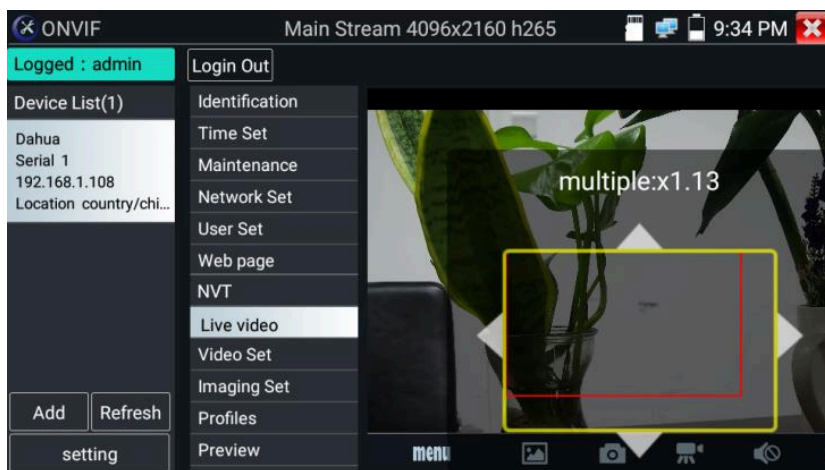 ONVIF
Main Stream 4096x2160 h265
9:34 PM
Logged : admin
Login Out
Device List(1)
Dahua
Serial 1
192.168.1.108
Location country/chi...
Add
Refresh
setting
Identification
Time Set
Maintenance
Network Set
User Set
Web page
NVT
Live video
Video Set
Imaging Set
Profiles
Preview
multiple:x1.13
menu